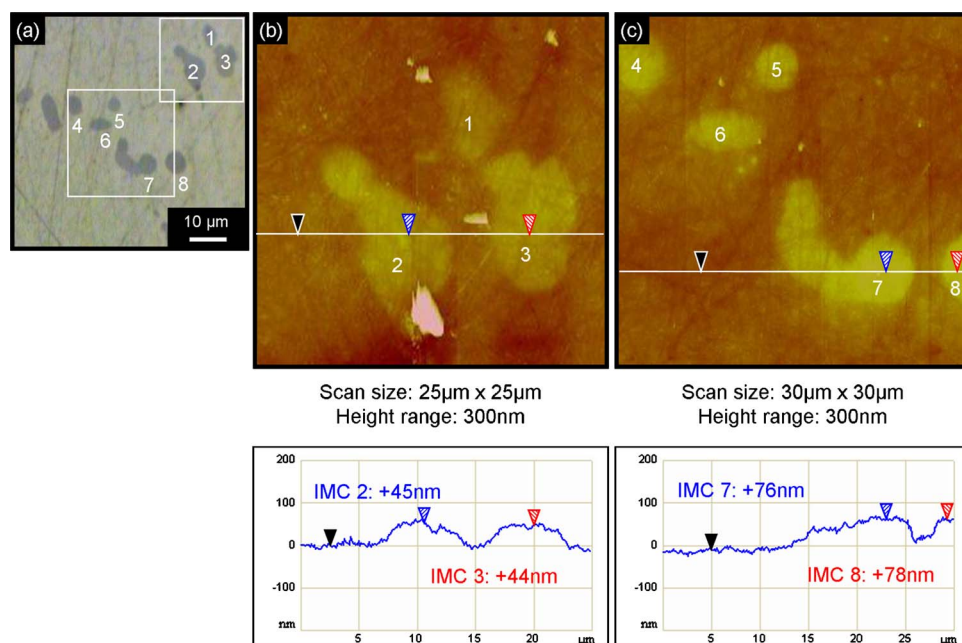 (a)
1
2
3
4
5
6
7
8
10 µm
(b)
1
2
3
(c)
4
5
6
7
8
Scan size: 25µm x 25µm
Height range: 300nm
Scan size: 30µm x 30µm
Height range: 300nm
200
100
0
-100
nm
5
10
15
20
µm
IMC 2: +45nm
IMC 3: +44nm
200
100
0
-100
nm
5
10
15
20
25
µm
IMC 7: +76nm
IMC 8: +78nm